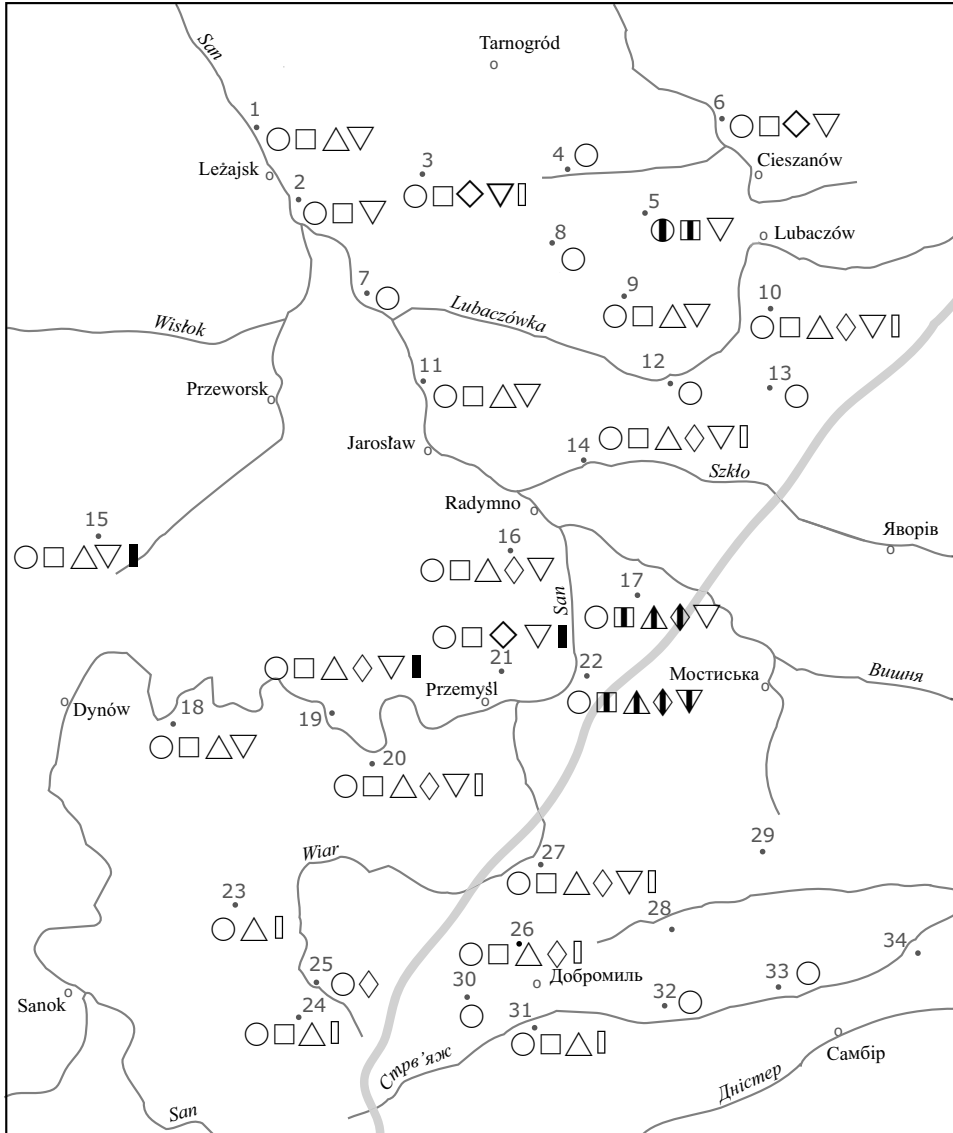 San
Tarnogród
1
6
Leżajsk
3
4
Cieszanów
2
5
Lubaczów
8
7
9
10
Lubaczówka
Wisłok
12
13
11
Przeworsk
Jarosław
14
Szkło
Radymno
15
16
Яворів
17
San
21
22
Мостиська
Вишня
Dynów
18
19
Przemyśl
20
Wiar
27
29
23
28
26
34
25
Добромиль
33
Sanok
24
30
32
31
Самбір
Стрв’яж
Дністер
San